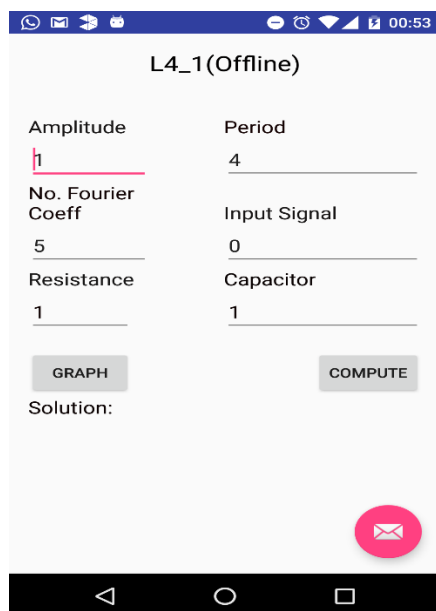 00:53
L4_1(Offline)
Amplitude Period
1 4
No. Fourier
Coeff Input Signal
5 0
Resistance Capacitor
1 1
GRAPH COMPUTE
Solution: